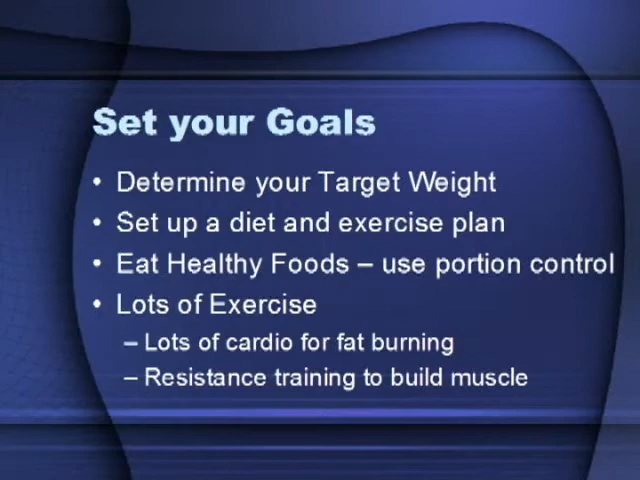 Set your Goals
• Determine your Target Weight
• Set up a diet and exercise plan
• Eat Healthy Foods – use portion control
• Lots of Exercise
– Lots of cardio for fat burning
– Resistance training to build muscle